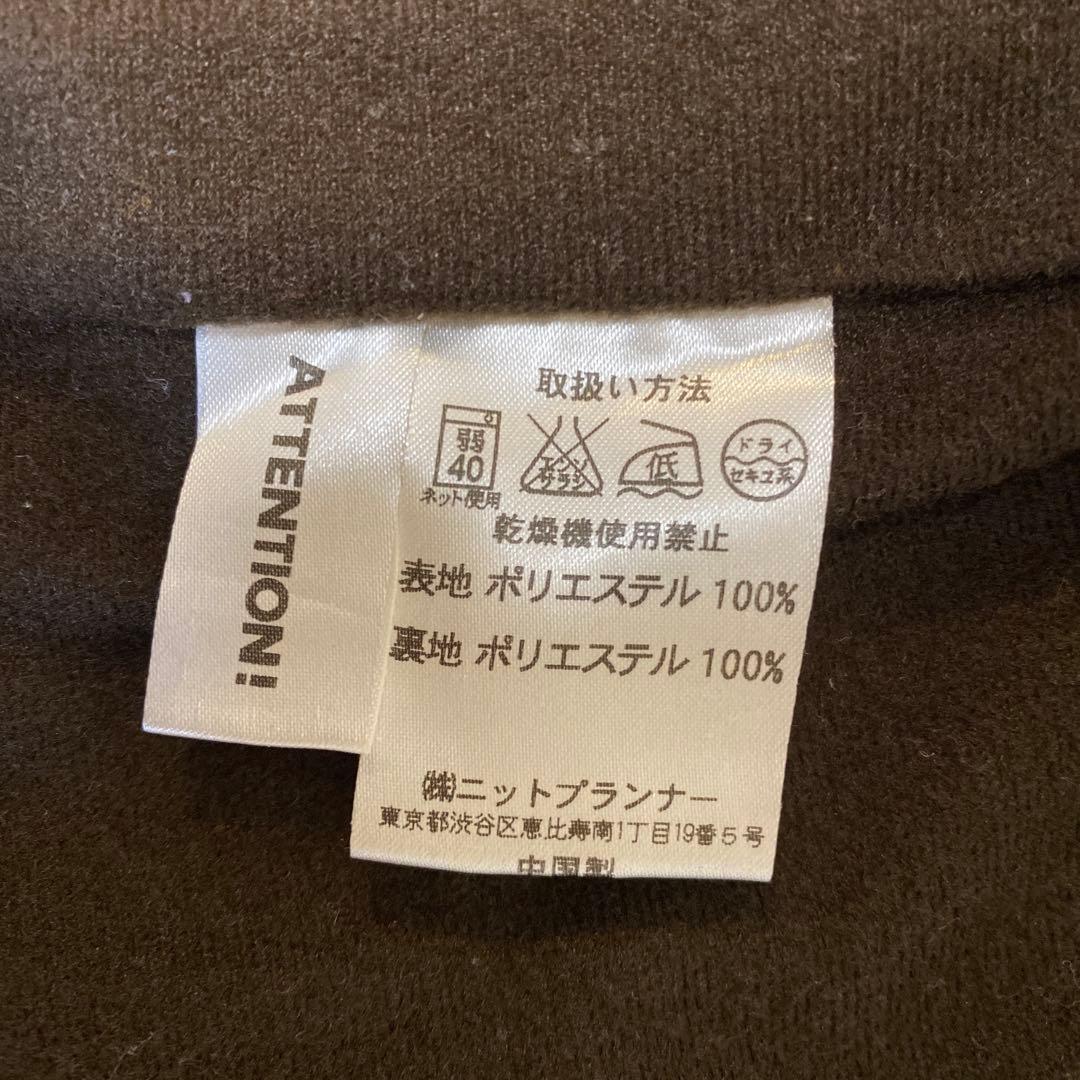 ATTENTION!
取扱い方法
弱
40
ネット使用
エンソ
サラシ
低
ドライ
セキユ系
乾燥機使用禁止
表地 ポリエステル 100%
裏地 ポリエステル 100%
㈱ニットプランナー
東京都渋谷区恵比寿南1丁目19番5号
中国製